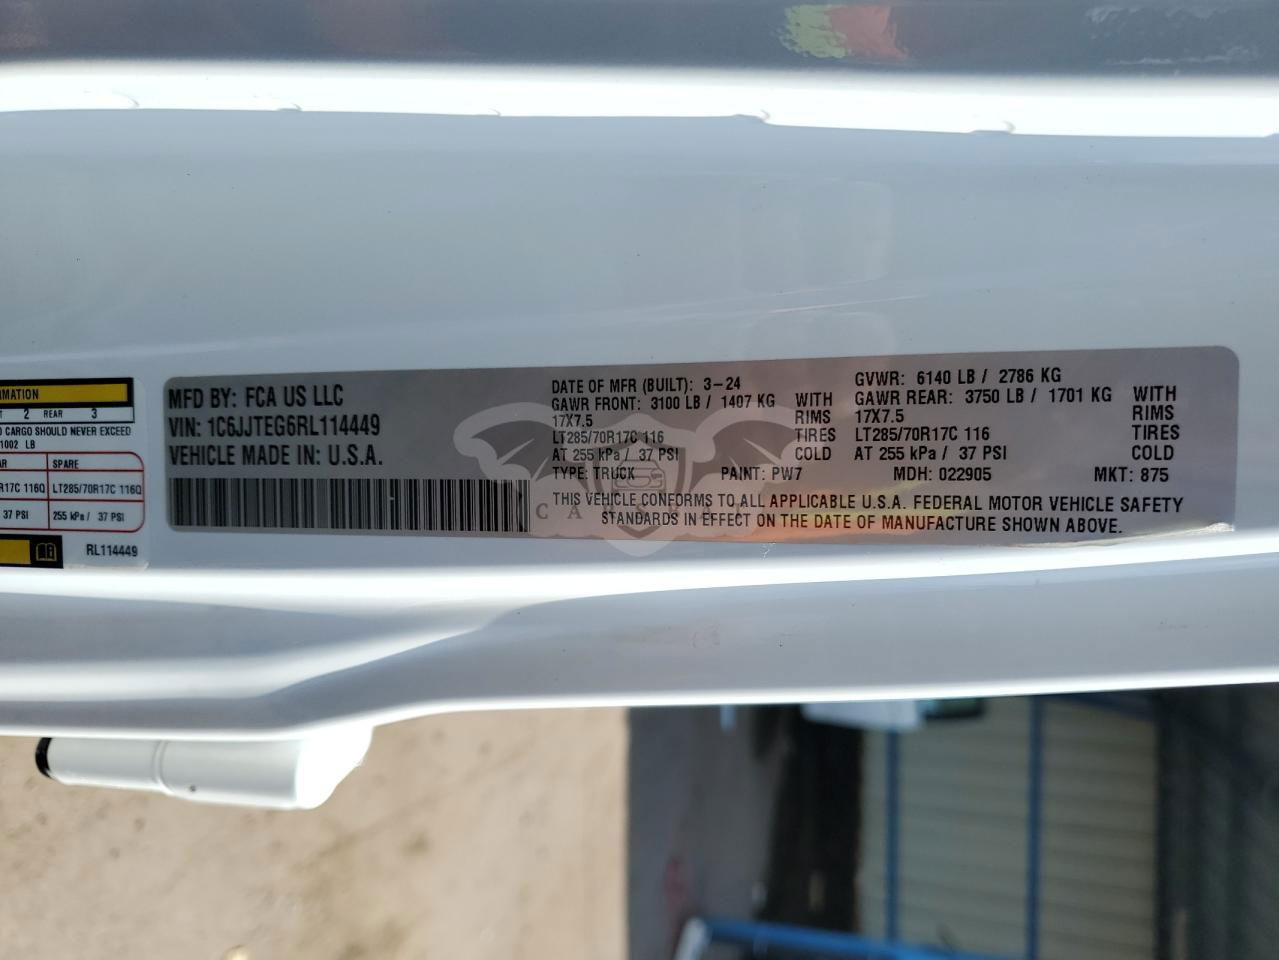 RMATION
2 REAR 3
D CARGO SHOULD NEVER EXCEED
1002 LB
AR SPARE
R17C 116Q LT285/70R17C 116Q
37 PSI 255 kPa / 37 PSI
RL114449
MFD BY: FCA US LLC
VIN: 1C6JJTEG6RL114449
VEHICLE MADE IN: U.S.A.
DATE OF MFR (BUILT): 3-24 GVWR: 6140 LB / 2786 KG
GAWR FRONT: 3100 LB / 1407 KG WITH GAWR REAR: 3750 LB / 1701 KG WITH
17X7.5 RIMS 17X7.5 RIMS
LT285/70R17C 116 TIRES LT285/70R17C 116 TIRES
AT 255 kPa / 37 PSI COLD AT 255 kPa / 37 PSI COLD
TYPE: TRUCK PAINT: PW7 MDH: 022905 MKT: 875
THIS VEHICLE CONFORMS TO ALL APPLICABLE U.S.A. FEDERAL MOTOR VEHICLE SAFETY
STANDARDS IN EFFECT ON THE DATE OF MANUFACTURE SHOWN ABOVE.